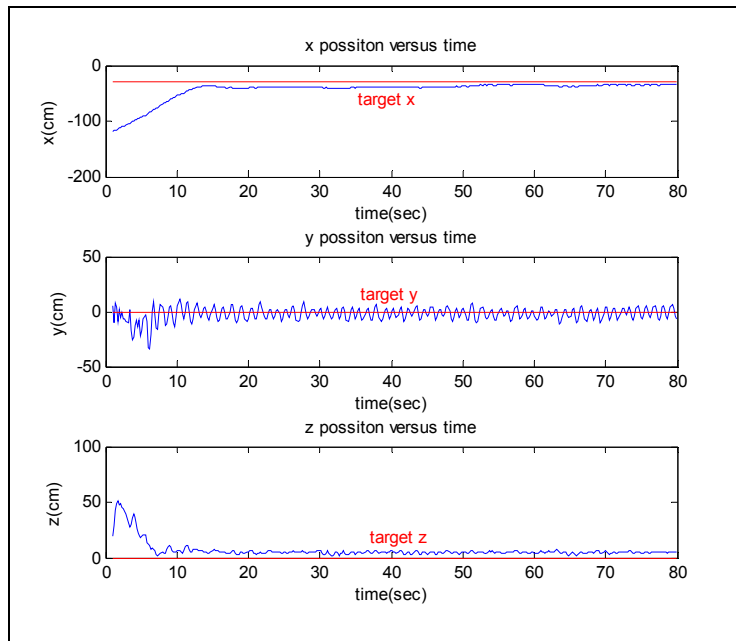 x possiton versus time
0
-100
-200
x(cm)
target x
0 10 20 30 40 50 60 70 80
time(sec)
y possiton versus time
50
0
-50
y(cm)
target y
0 10 20 30 40 50 60 70 80
time(sec)
z possiton versus time
100
50
0
z(cm)
target z
0 10 20 30 40 50 60 70 80
time(sec)